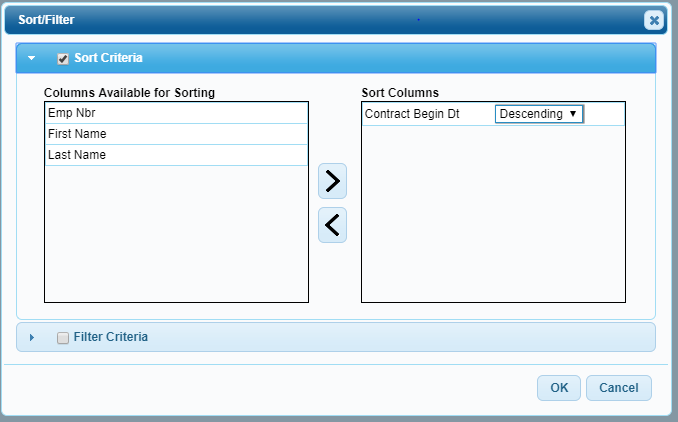 Sort/Filter
Sort Criteria
Columns Available for Sorting
Emp Nbr
First Name
Last Name
Sort Columns
Contract Begin Dt Descending
Filter Criteria
OK Cancel